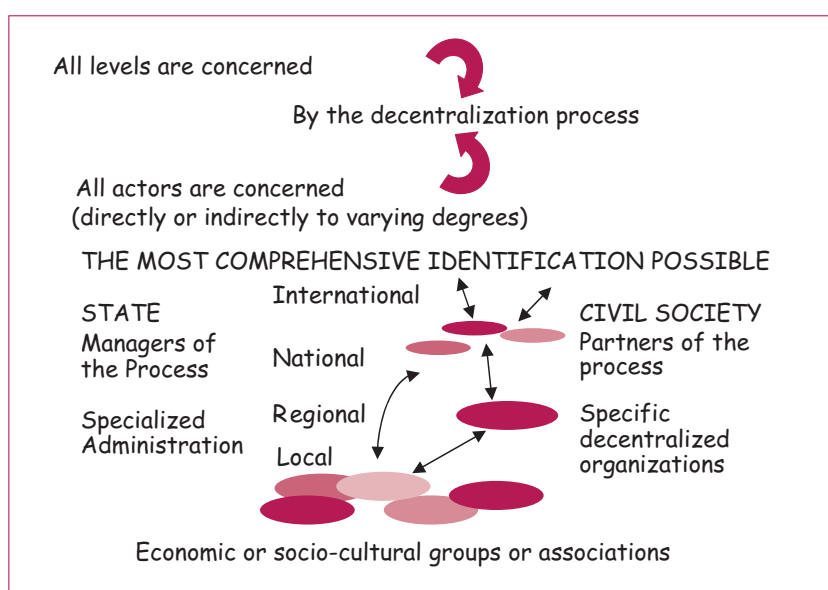 All levels are concerned
By the decentralization process
All actors are concerned
(directly or indirectly to varying degrees)
THE MOST COMPREHENSIVE IDENTIFICATION POSSIBLE
STATE
Managers of
the Process
Specialized
Administration
International
National
Regional
Local
CIVIL SOCIETY
Partners of the
process
Specific
decentralized
organizations
Economic or socio-cultural groups or associations